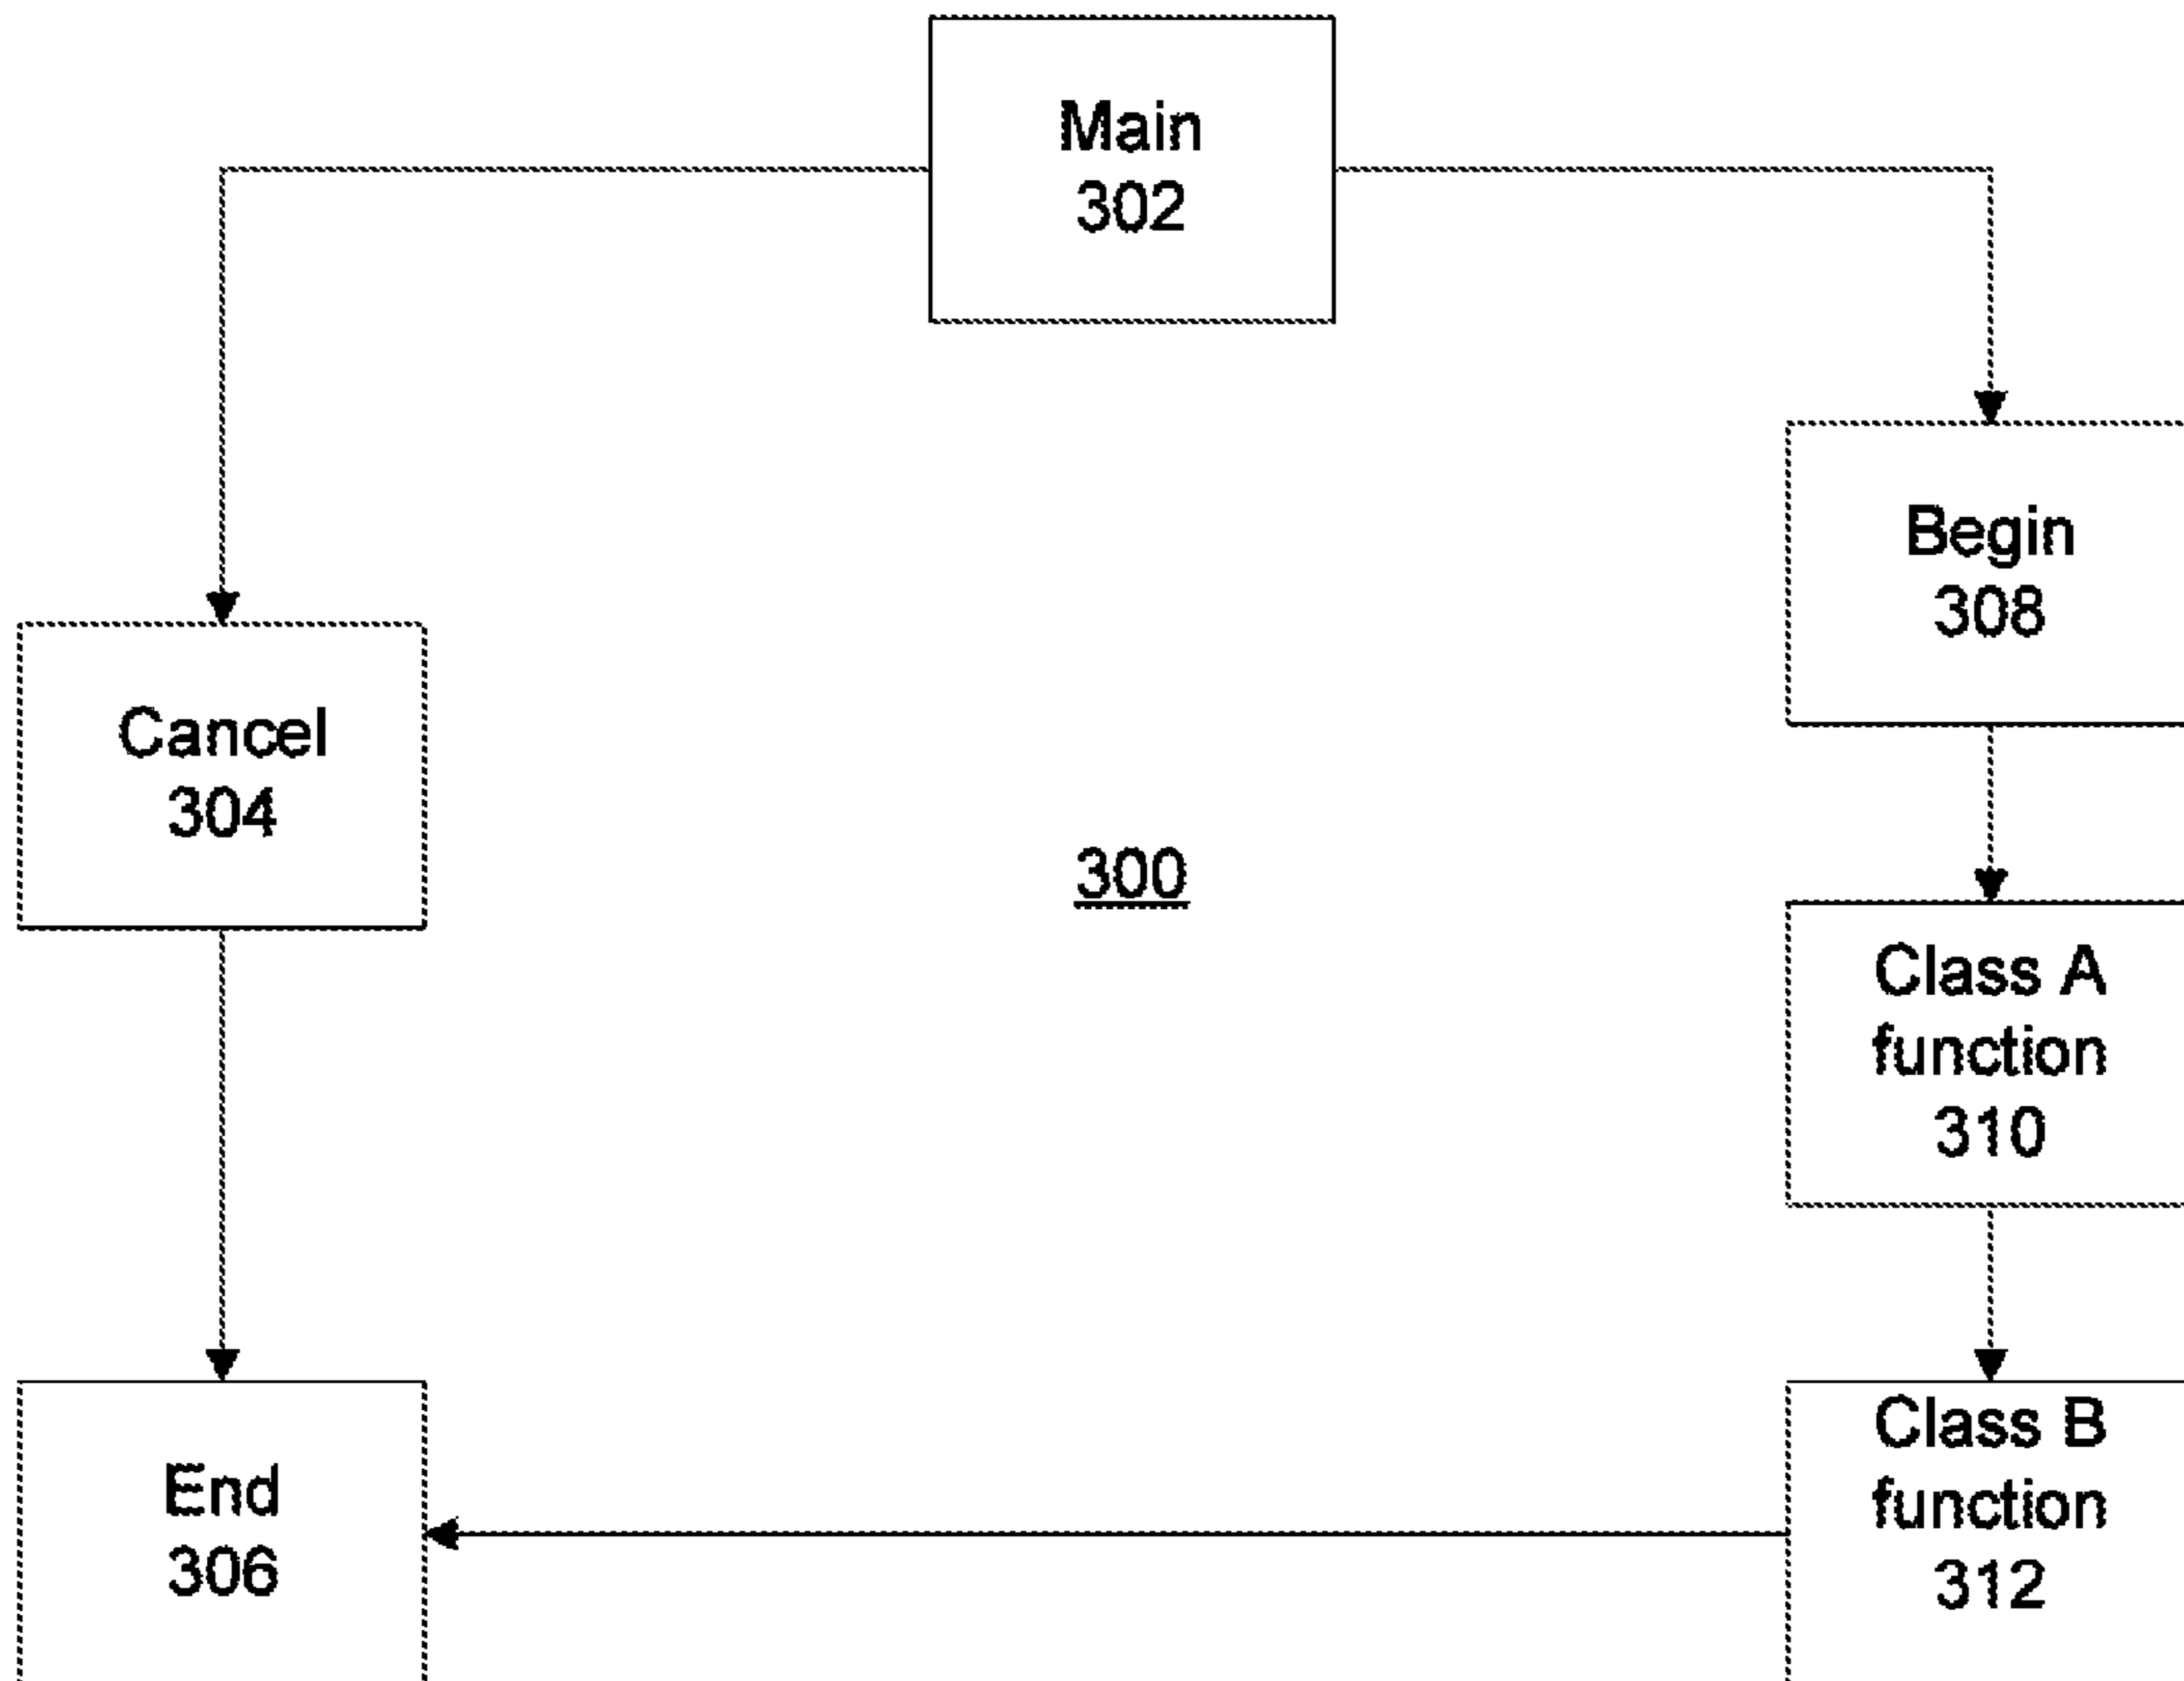 Main
302
Begin
308
Cancel
304
300
Class A
function
310
Class B
function
312
End
306